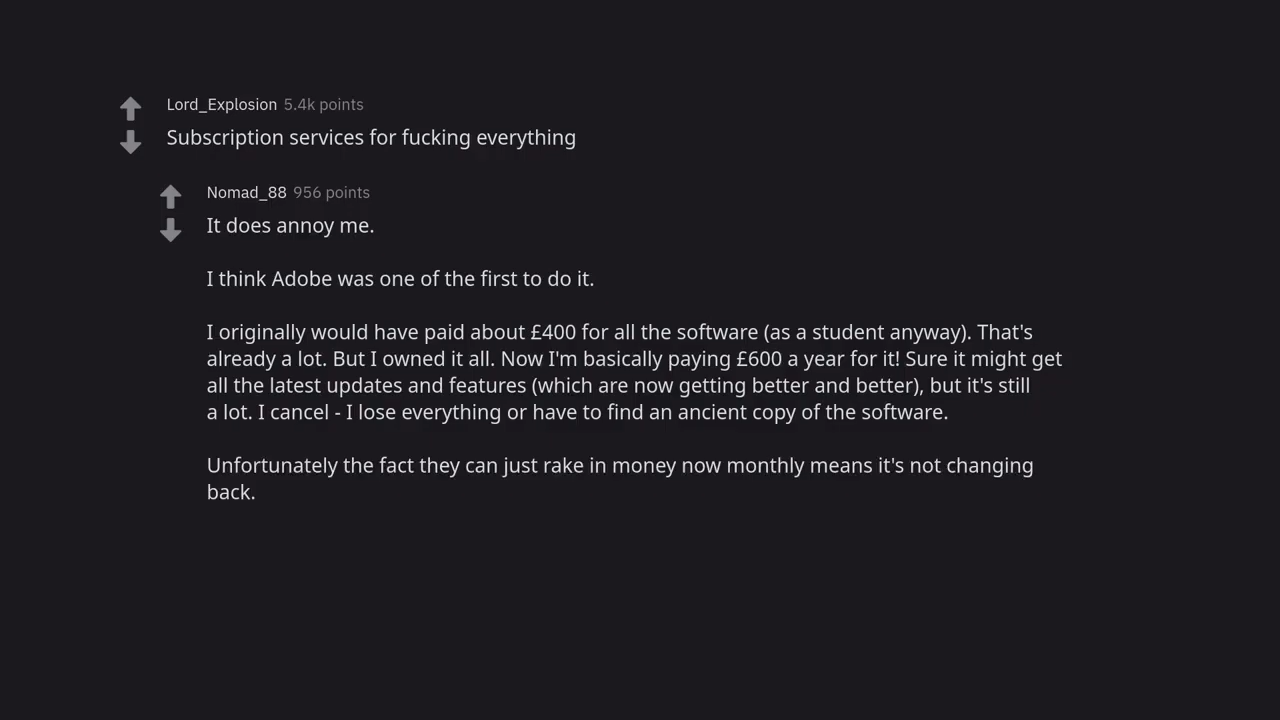 Lord_Explosion 5.4k points
Subscription services for fucking everything
Nomad_88 956 points
It does annoy me.
I think Adobe was one of the first to do it.
I originally would have paid about £400 for all the software (as a student anyway). That's
already a lot. But I owned it all. Now I'm basically paying £600 a year for it! Sure it might get
all the latest updates and features (which are now getting better and better), but it's still
a lot. I cancel - I lose everything or have to find an ancient copy of the software.
Unfortunately the fact they can just rake in money now monthly means it's not changing
back.